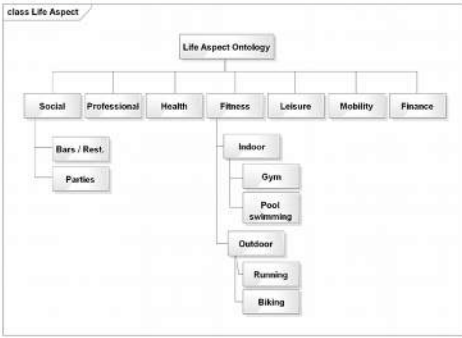 class Life Aspect
Life Aspect Ontology
Social
Professional
Health
Fitness
Leisure
Mobility
Finance
Bars / Rest.
Parties
Indoor
Gym
Pool
swimming
Outdoor
Running
Biking